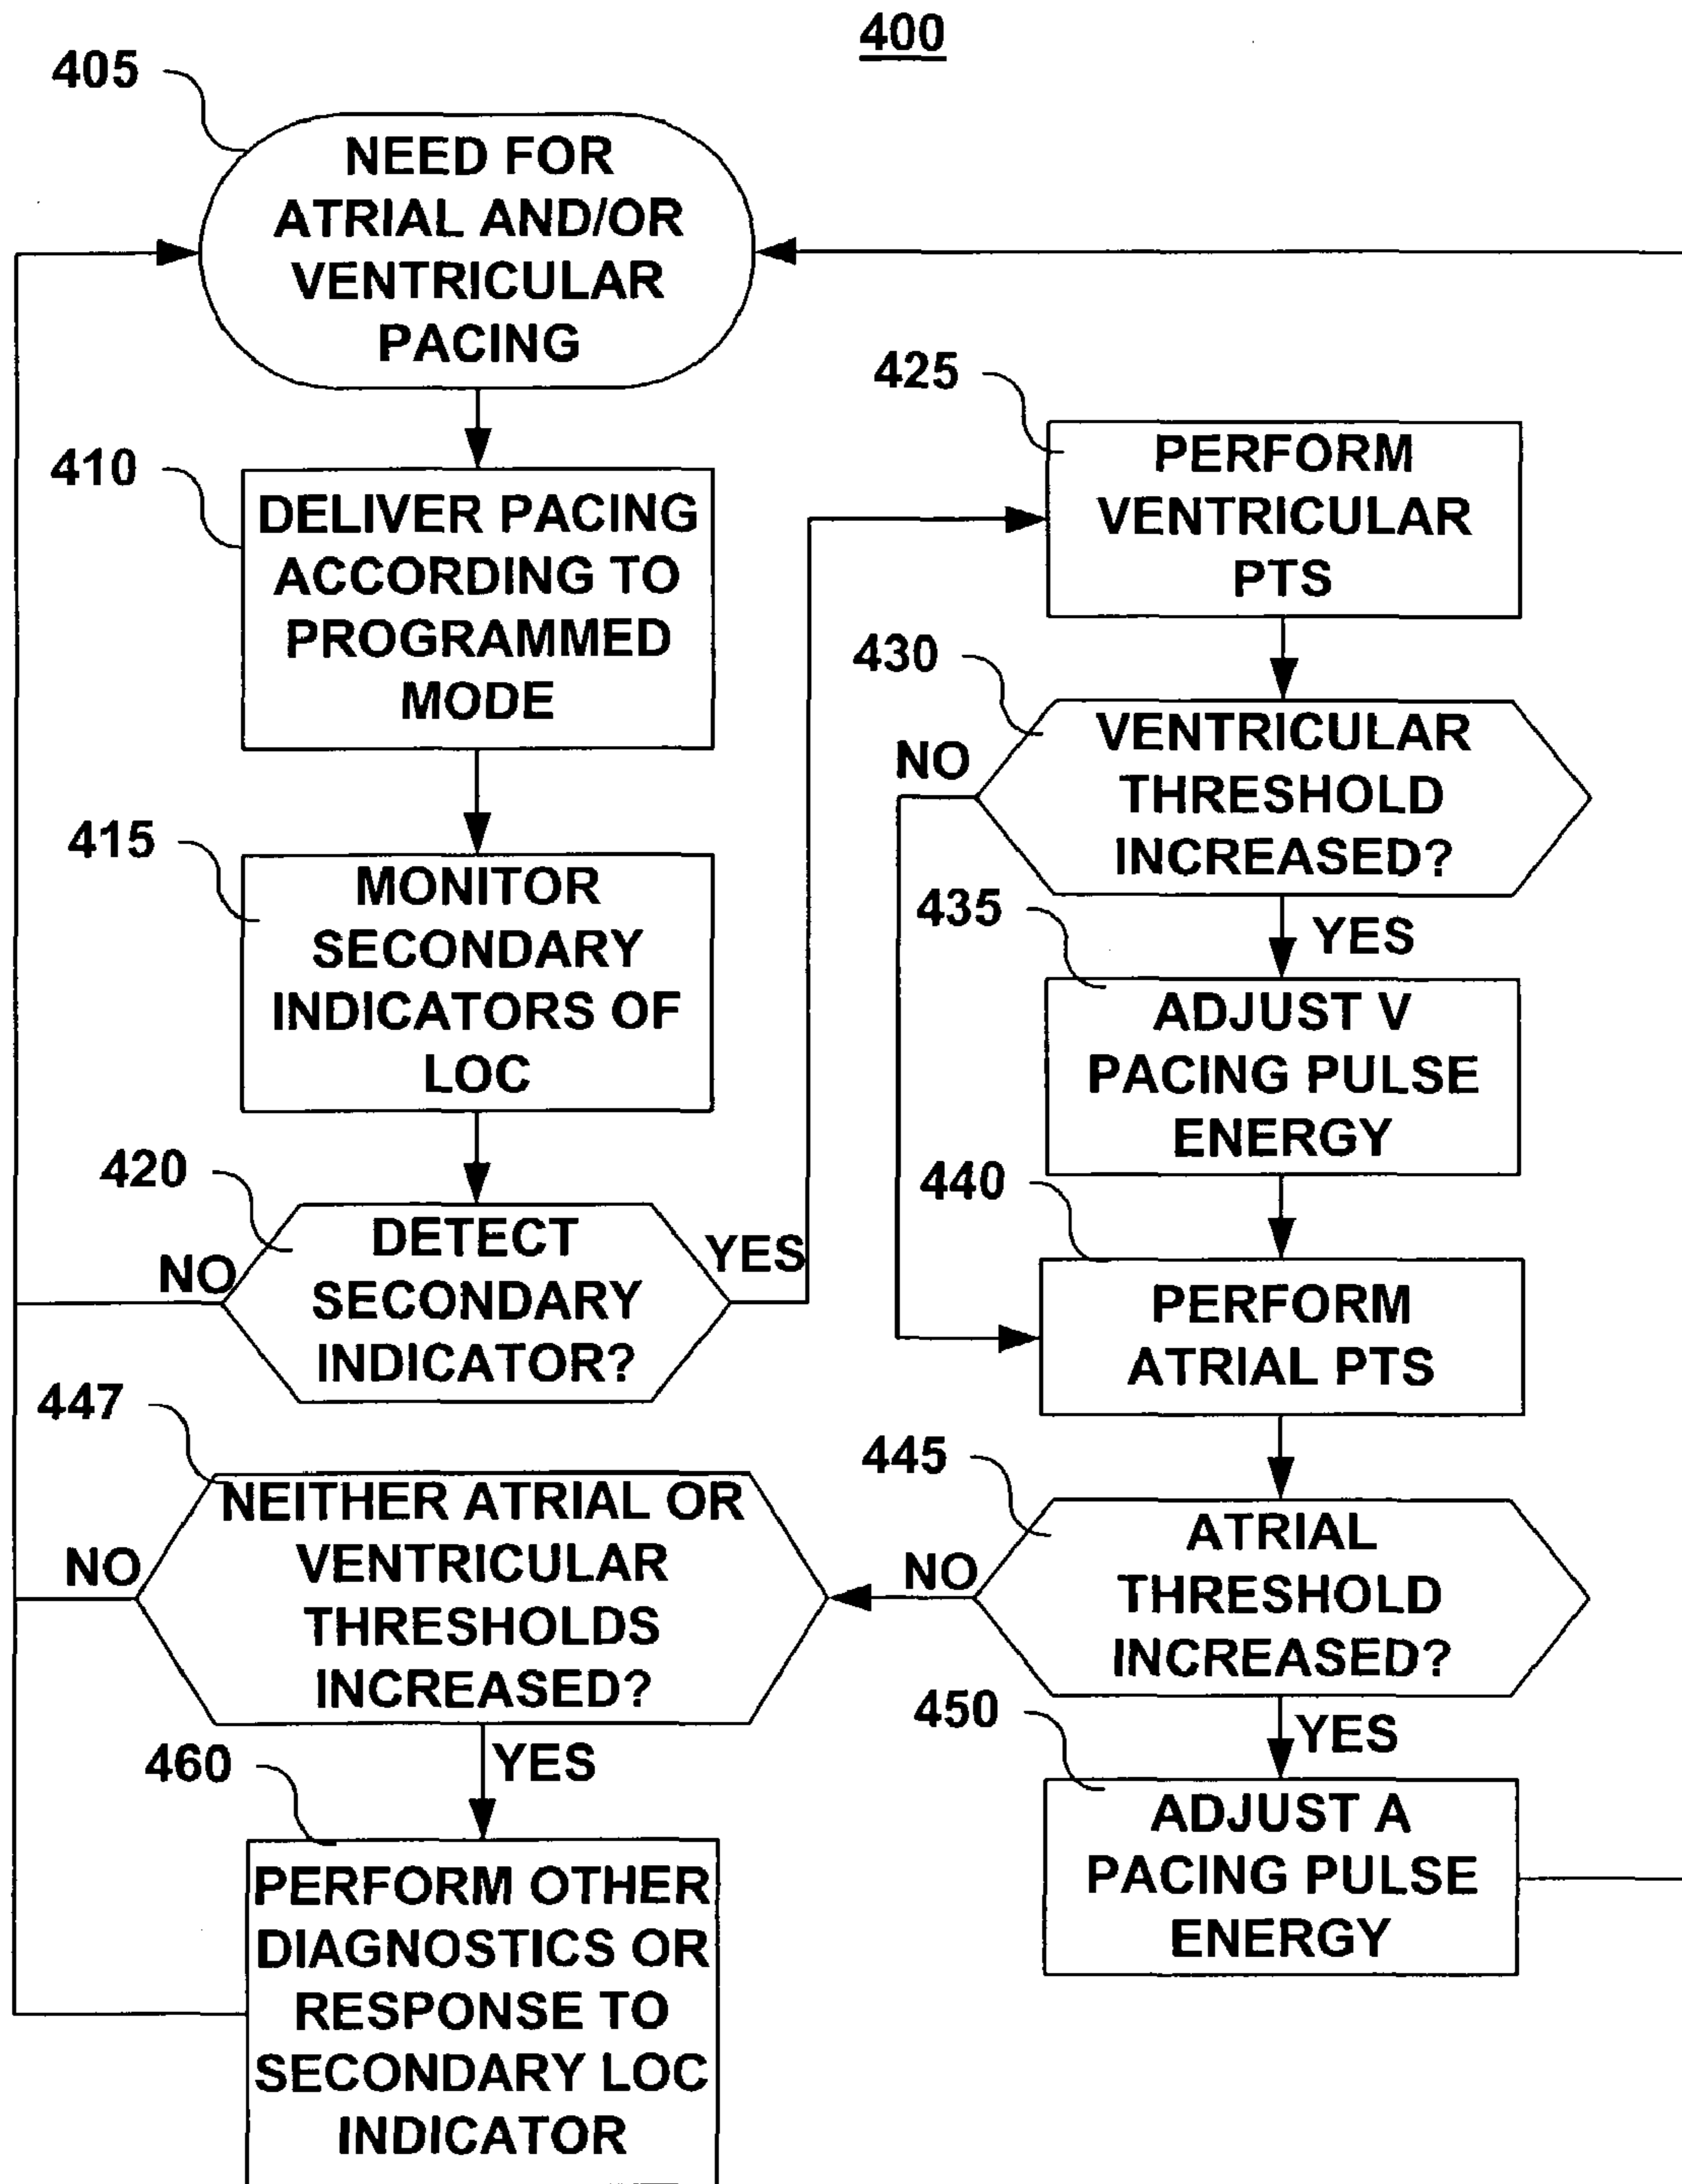 400
405
NEED FOR
ATRIAL AND/OR
VENTRICULAR
PACING
410
DELIVER PACING
ACCORDING TO
PROGRAMMED
MODE
415
MONITOR
SECONDARY
INDICATORS OF
LOC
420
DETECT
SECONDARY
INDICATOR?
NO
YES
425
PERFORM
VENTRICULAR
PTS
430
VENTRICULAR
THRESHOLD
INCREASED?
NO
YES
435
ADJUST V
PACING PULSE
ENERGY
440
PERFORM
ATRIAL PTS
445
ATRIAL
THRESHOLD
INCREASED?
NO
YES
447
NEITHER ATRIAL OR
VENTRICULAR
THRESHOLDS
INCREASED?
NO
YES
450
ADJUST A
PACING PULSE
ENERGY
460
PERFORM OTHER
DIAGNOSTICS OR
RESPONSE TO
SECONDARY LOC
INDICATOR